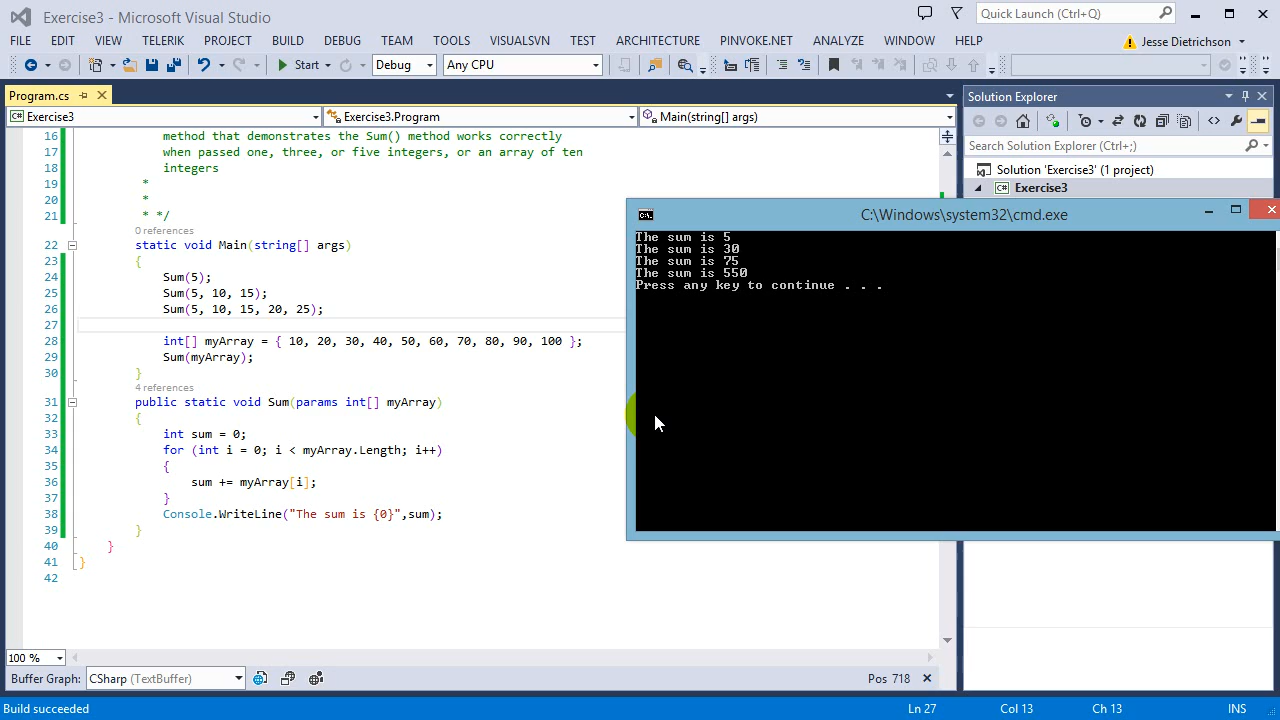 Exercise3 - Microsoft Visual Studio
Quick Launch (Ctrl+Q)
FILE EDIT VIEW TELERIK PROJECT BUILD DEBUG TEAM TOOLS VISUALSVN TEST ARCHITECTURE PINVOKE.NET ANALYZE WINDOW HELP
Jesse Dietrichson
Start Debug Any CPU
Program.cs
Solution Explorer
Exercise3 Exercise3.Program Main(string[] args)
Search Solution Explorer (Ctrl+;)
Solution 'Exercise3' (1 project)
Exercise3
16 method that demonstrates the Sum() method works correctly
17 when passed one, three, or five integers, or an array of ten
18 integers
19 *
20 *
21 * */
0 references
22 static void Main(string[] args)
23 {
24 Sum(5);
25 Sum(5, 10, 15);
26 Sum(5, 10, 15, 20, 25);
27
28 int[] myArray = { 10, 20, 30, 40, 50, 60, 70, 80, 90, 100 };
29 Sum(myArray);
30 }
4 references
31 public static void Sum(params int[] myArray)
32 {
33 int sum = 0;
34 for (int i = 0; i < myArray.Length; i++)
35 {
36 sum += myArray[i];
37 }
38 Console.WriteLine("The sum is {0}",sum);
39 }
40 }
41 }
42
C:\Windows\system32\cmd.exe
The sum is 5
The sum is 30
The sum is 75
The sum is 550
Press any key to continue . . .
100 %
Buffer Graph: CSharp (TextBuffer) Pos 718
Build succeeded Ln 27 Col 13 Ch 13 INS